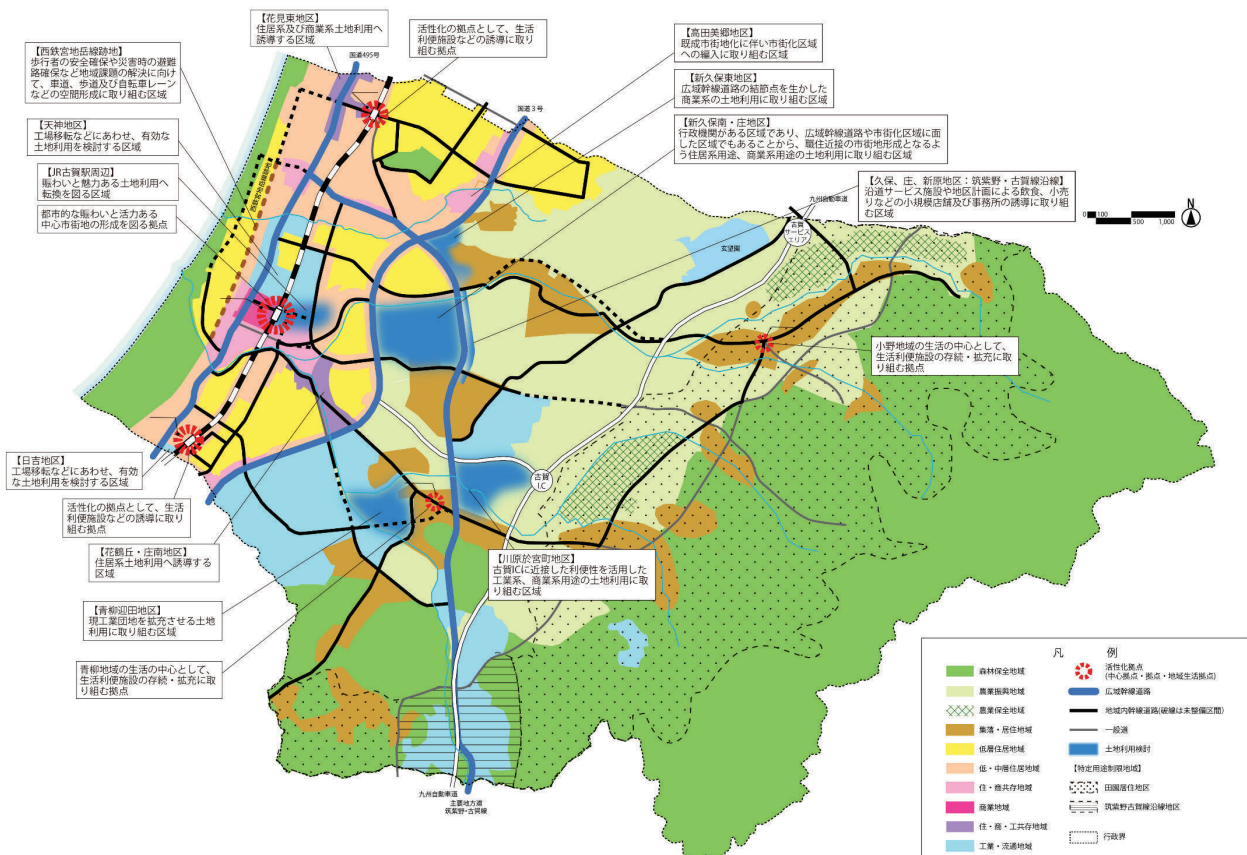 【花見東地区】
住居系及び商業系土地利用へ
誘導する区域
活性化の拠点として、生活
利便施設などの誘導に取り
組む拠点
【高田美郷地区】
既成市街地化に伴い市街化区域
への編入に取り組む区域
【西鉄宮地岳線跡地】
歩行者の安全確保や災害時の避難
路確保など地域課題の解決に向け
て、車道、歩道及び自転車レーン
などの空間形成に取り組む区域
国道495号
国道3号
【新久保東地区】
広域幹線道路の結節点を生かした
商業系の土地利用に取り組む区域
【天神地区】
工場移転などにあわせ、有効な
土地利用を検討する区域
【新久保南・庄地区】
行政機関がある区域であり、広域幹線道路や市街化区域に面
した区域でもあることから、職住近接の市街地形成となるよ
う住居系用途、商業系用途の土地利用に取り組む区域
【JR古賀駅周辺】
賑わいと魅力ある土地利用へ
転換を図る区域
西鉄宮地岳線跡地
【久保、庄、新原地区：筑紫野・古賀線沿線】
沿道サービス施設や地区計画による飲食、小売
りなどの小規模店舗及び事務所の誘導に取り組
む区域
都市的な賑わいと活力ある
中心市街地の形成を図る拠点
九州自動車道
古賀
サービス
エリア
玄望園
0 100
500
1,000
N
小野地域の生活の中心として、
生活利便施設の存続・拡充に取
り組む拠点
【日吉地区】
工場移転などにあわせ、有効
な土地利用を検討する区域
古賀
I.C
活性化の拠点として、生活
利便施設などの誘導に取り
組む拠点
【花鶴丘・庄南地区】
住居系土地利用へ誘導する
区域
【川原於宮町地区】
古賀ICに近接した利便性を活用した
工業系、商業系用途の土地利用に取
り組む区域
【青柳迎田地区】
現工業団地を拡充させる土地
利用に取り組む区域
青柳地域の生活の中心として、
生活利便施設の存続・拡充に取
り組む拠点
九州自動車道
主要地方道
筑紫野・古賀線
凡 例
森林保全地域
農業振興地域
農業保全地域
集落・居住地域
低層住居地域
低・中層住居地域
住・商共存地域
商業地域
住・商・工共存地域
工業・流通地域
活性化拠点
(中心拠点・拠点・地域生活拠点)
広域幹線道路
地域内幹線道路(破線は未整備区間)
一般道
土地利用検討
【特定用途制限地域】
田園居住地区
筑紫野古賀線沿線地区
行政界